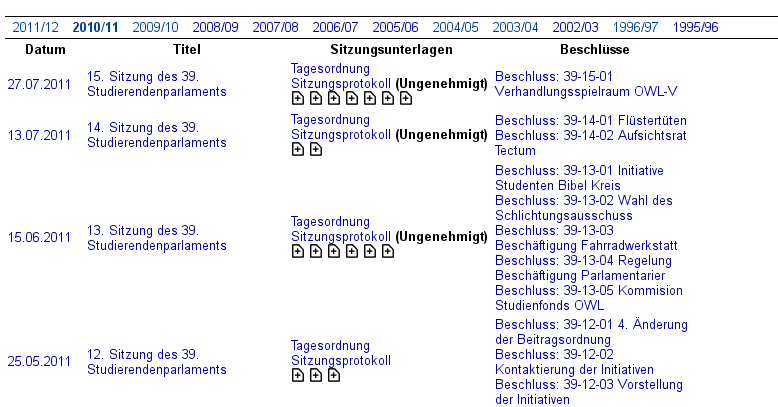 2011/12 2010/11 2009/10 2008/09 2007/08 2006/07 2005/06 2004/05 2003/04 2002/03 1996/97 1995/96
Datum Titel Sitzungsunterlagen Beschlüsse
27.07.2011
15. Sitzung des 39.
Studierendenparlaments
Tagesordnung
Sitzungsprotokoll (Ungenehmigt)
Beschluss: 39-15-01
Verhandlungsspielraum OWL-V
13.07.2011
14. Sitzung des 39.
Studierendenparlaments
Tagesordnung
Sitzungsprotokoll (Ungenehmigt)
Beschluss: 39-14-01 Flüstertüten
Beschluss: 39-14-02 Aufsichtsrat
Tectum
15.06.2011
13. Sitzung des 39.
Studierendenparlaments
Tagesordnung
Sitzungsprotokoll (Ungenehmigt)
Beschluss: 39-13-01 Initiative
Studenten Bibel Kreis
Beschluss: 39-13-02 Wahl des
Schlichtungsausschuss
Beschluss: 39-13-03
Beschäftigung Fahrradwerkstatt
Beschluss: 39-13-04 Regelung
Beschäftigung Parlamentarier
Beschluss: 39-13-05 Kommision
Studienfonds OWL
25.05.2011
12. Sitzung des 39.
Studierendenparlaments
Tagesordnung
Sitzungsprotokoll
Beschluss: 39-12-01 4. Änderung
der Beitragsordnung
Beschluss: 39-12-02
Kontaktierung der Initiativen
Beschluss: 39-12-03 Vorstellung
der Initiativen